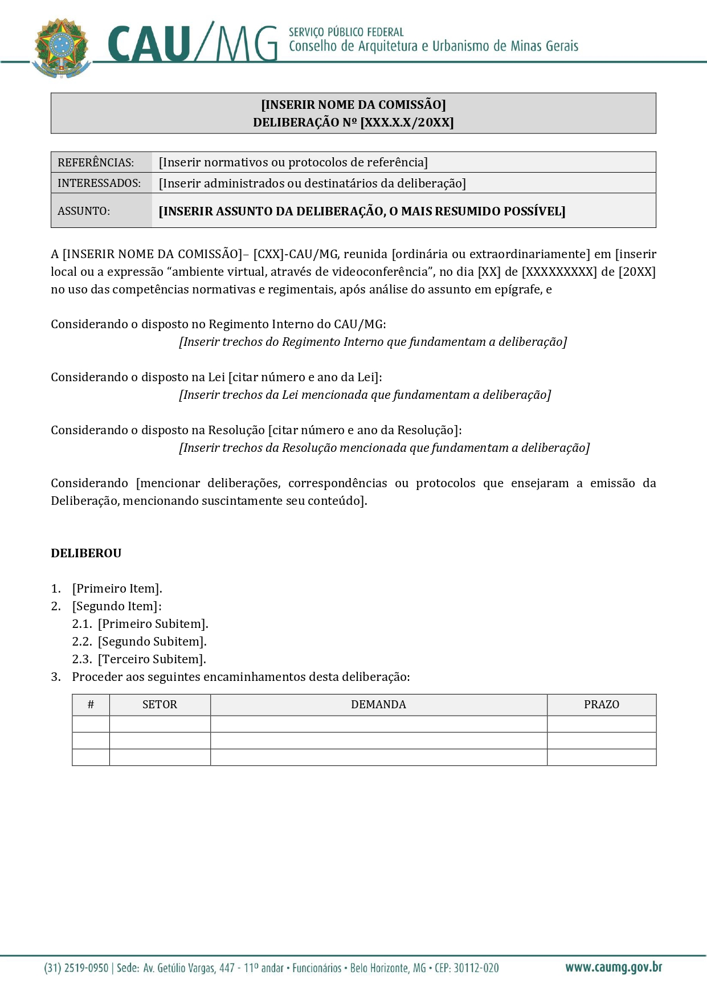 CAU/MG
SERVIÇO PÚBLICO FEDERAL
Conselho de Arquitetura e Urbanismo de Minas Gerais
[INSERIR NOME DA COMISSÃO]
DELIBERAÇÃO Nº [XXX.X.X/20XX]
REFERÊNCIAS: [Inserir normativos ou protocolos de referência]
INTERESSADOS: [Inserir administrados ou destinatários da deliberação]
ASSUNTO: [INSERIR ASSUNTO DA DELIBERAÇÃO, O MAIS RESUMIDO POSSÍVEL]
A [INSERIR NOME DA COMISSÃO]– [CXX]-CAU/MG, reunida [ordinária ou extraordinariamente] em [inserir
local ou a expressão “ambiente virtual, através de videoconferência”, no dia [XX] de [XXXXXXXXX] de [20XX]
no uso das competências normativas e regimentais, após análise do assunto em epígrafe, e
Considerando o disposto no Regimento Interno do CAU/MG:
[Inserir trechos do Regimento Interno que fundamentam a deliberação]
Considerando o disposto na Lei [citar número e ano da Lei]:
[Inserir trechos da Lei mencionada que fundamentam a deliberação]
Considerando o disposto na Resolução [citar número e ano da Resolução]:
[Inserir trechos da Resolução mencionada que fundamentam a deliberação]
Considerando [mencionar deliberações, correspondências ou protocolos que ensejaram a emissão da
Deliberação, mencionando suscintamente seu conteúdo].
DELIBEROU
1. [Primeiro Item].
2. [Segundo Item]:
2.1. [Primeiro Subitem].
2.2. [Segundo Subitem].
2.3. [Terceiro Subitem].
3. Proceder aos seguintes encaminhamentos desta deliberação:
# SETOR DEMANDA PRAZO
(31) 2519-0950 | Sede: Av. Getúlio Vargas, 447 - 11º andar • Funcionários • Belo Horizonte, MG • CEP: 30112-020 www.caumg.gov.br